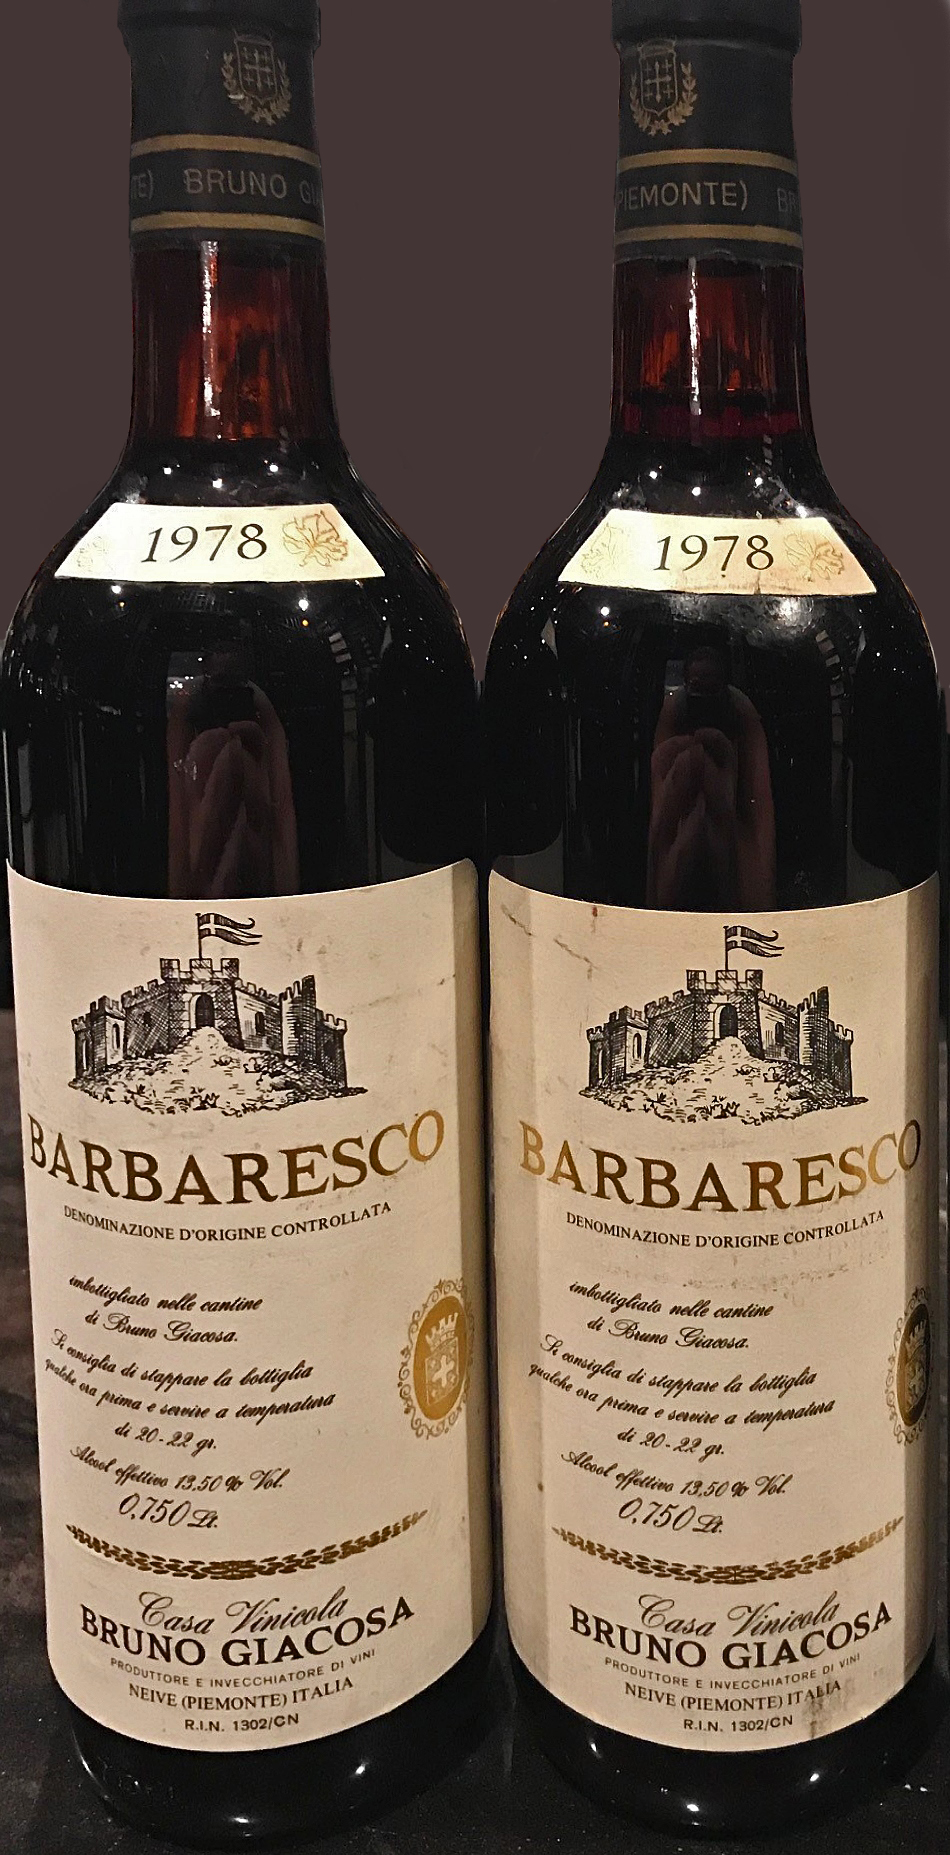 TE) BRUNO GI
1978
BARBARESCO
DENOMINAZIONE D'ORIGINE CONTROLLATA
imbottigliato nelle cantine
di Bruno Giacosa.
Si consiglia di stappare la bottiglia
qualche ora prima e servire a temperatura
di 20-22 gr.
Alcool effettivo 13,50 % Vol.
0,750 Lt.
Casa Vinicola
BRUNO GIACOSA
PRODUTTORE E INVECCHIATORE DI VINI
NEIVE (PIEMONTE) ITALIA
R.I.N. 1302/CN
PIEMONTE) BR
1978
BARBARESCO
DENOMINAZIONE D'ORIGINE CONTROLLATA
imbottigliato nelle cantine
di Bruno Giacosa.
Si consiglia di stappare la bottiglia
qualche ora prima e servire a temperatura
di 20-22 gr.
Alcool effettivo 13,50 % Vol.
0,750 Lt.
Casa Vinicola
BRUNO GIACOSA
PRODUTTORE E INVECCHIATORE DI VINI
NEIVE (PIEMONTE) ITALIA
R.I.N. 1302/CN